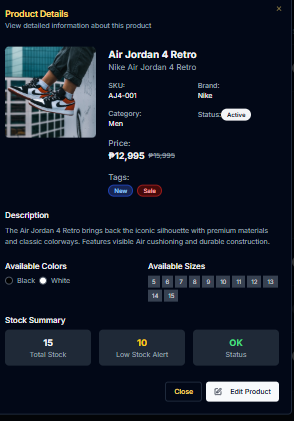 Product Details
×
View detailed information about this product
Air Jordan 4 Retro
Nike Air Jordan 4 Retro
SKU:
AJ4-001
Brand:
Nike
Category:
Men
Status: Active
Price:
₱12,995 ₱15,995
Tags:
New Sale
Description
The Air Jordan 4 Retro brings back the iconic silhouette with premium materials
and classic colorways. Features visible Air cushioning and durable construction.
Available Colors
Black White
Available Sizes
5 6 7 8 9 10 11 12 13
14 15
Stock Summary
15
Total Stock
10
Low Stock Alert
OK
Status
Close
Edit Product